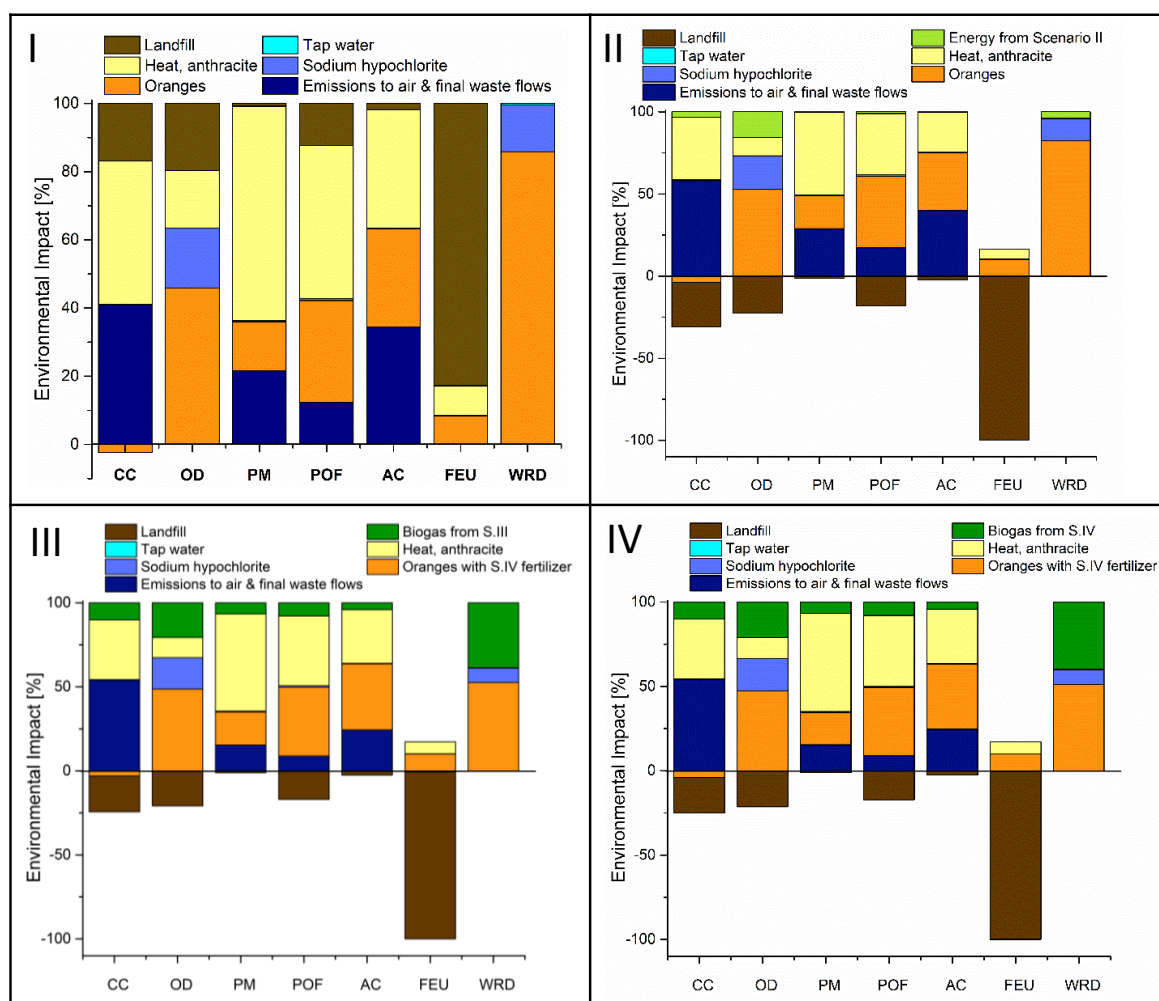 I
Landfill
Tap water
Heat, anthracite
Sodium hypochlorite
Oranges
Emissions to air & final waste flows
Environmental Impact [%]
100
80
60
40
20
0
CC OD PM POF AC FEU WRD
II
Landfill
Energy from Scenario II
Tap water
Heat, anthracite
Sodium hypochlorite
Oranges
Emissions to air & final waste flows
Environmental Impact [%]
100
50
0
-50
-100
CC OD PM POF AC FEU WRD
III
Landfill
Biogas from S.III
Tap water
Heat, anthracite
Sodium hypochlorite
Oranges with S.IV fertilizer
Emissions to air & final waste flows
Environmental Impact [%]
100
50
0
-50
-100
CC OD PM POF AC FEU WRD
IV
Landfill
Biogas from S.IV
Tap water
Heat, anthracite
Sodium hypochlorite
Oranges with S.IV fertilizer
Emissions to air & final waste flows
Environmental Impact [%]
100
50
0
-50
-100
CC OD PM POF AC FEU WRD